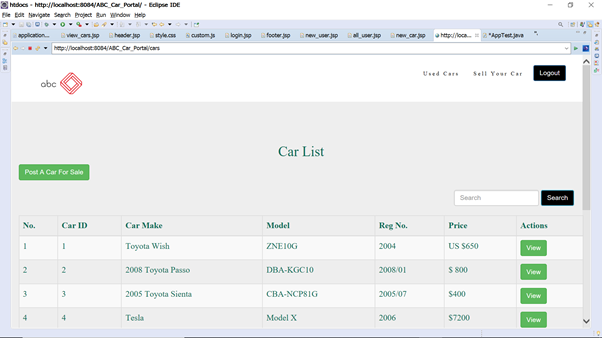 htdocs - http://localhost:8084/ABC_Car_Portal/ - Eclipse IDE
File Edit Navigate Search Project Run Window Help
application... view_cars.jsp header.jsp style.css custom.js login.jsp footer.jsp new_user.jsp all_user.jsp new_car.jsp http://loca... *AppTest.java
http://localhost:8084/ABC_Car_Portal/cars
abc Used Cars Sell Your Car Logout
Car List
Post A Car For Sale
Search Search
No. Car ID Car Make Model Reg No. Price Actions
1 1 Toyota Wish ZNE10G 2004 US $650 View
2 2 2008 Toyota Passo DBA-KGC10 2008/01 $ 800 View
3 3 2005 Toyota Sienta CBA-NCP81G 2005/07 $400 View
4 4 Tesla Model X 2006 $7200 View